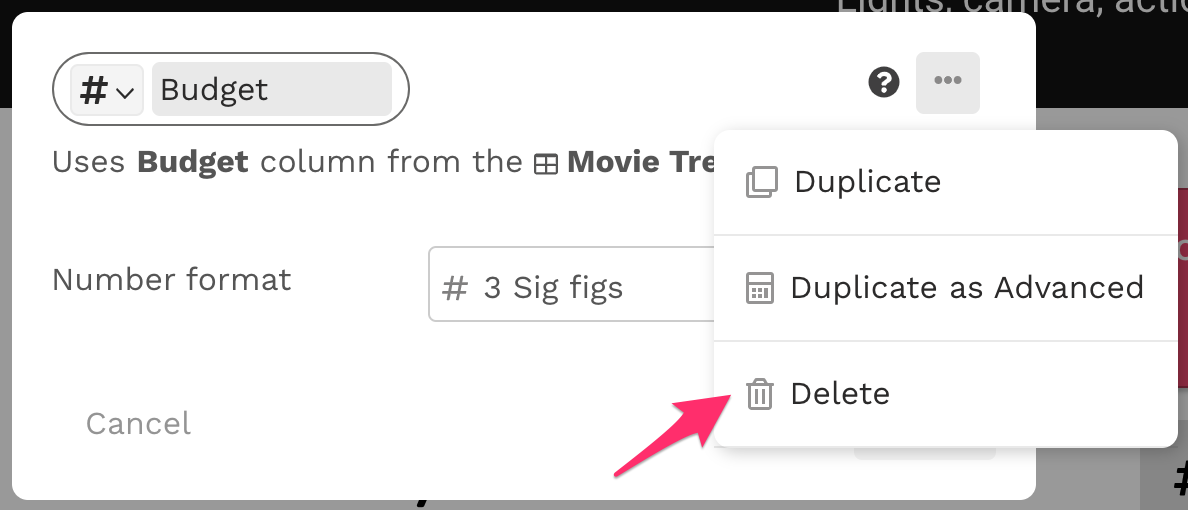 Lights, camera, actio
# Budget
?
Uses Budget column from the Movie Tre
Duplicate
Number format
# 3 Sig figs
Duplicate as Advanced
Delete
Cancel
#